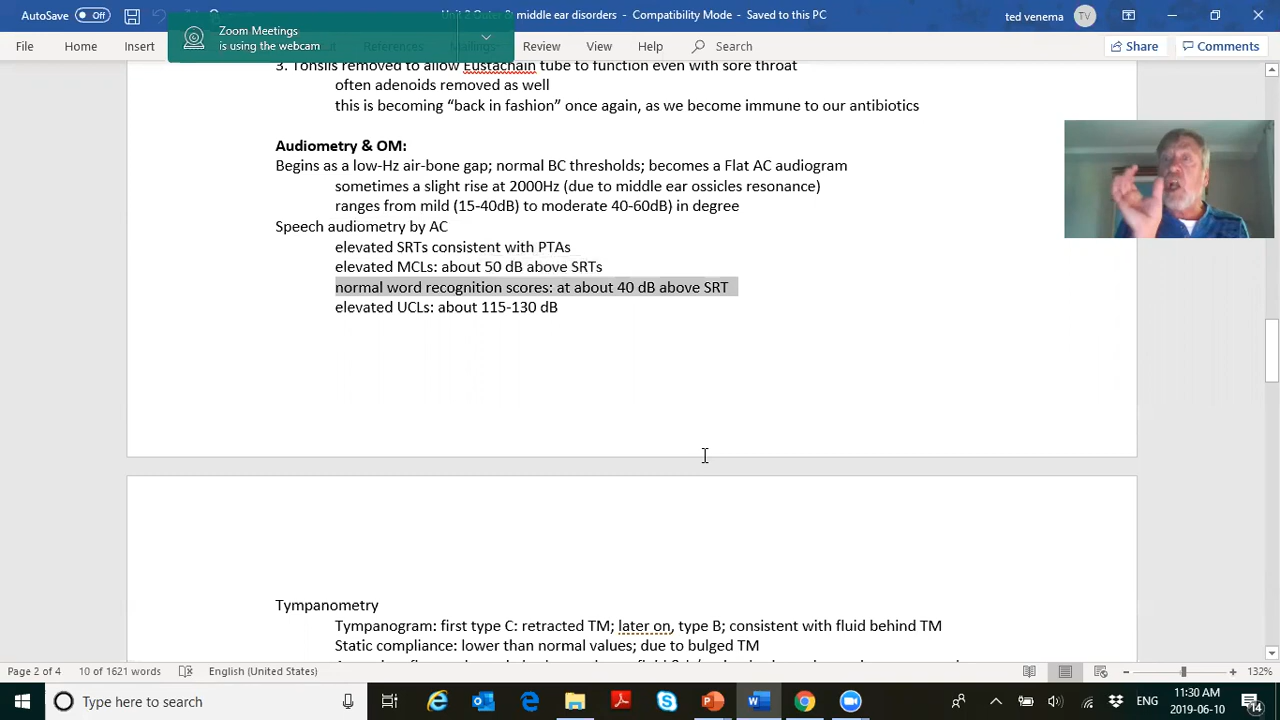 AutoSave Off
Unit 2 Outer & middle ear disorders - Compatibility Mode - Saved to this PC
ted venema TV
Zoom Meetings
is using the webcam
File Home Insert References Mailings Review View Help Search Share Comments
3. Tonsils removed to allow Eustachain tube to function even with sore throat
often adenoids removed as well
this is becoming “back in fashion” once again, as we become immune to our antibiotics
Audiometry & OM:
Begins as a low-Hz air-bone gap; normal BC thresholds; becomes a Flat AC audiogram
sometimes a slight rise at 2000Hz (due to middle ear ossicles resonance)
ranges from mild (15-40dB) to moderate 40-60dB) in degree
Speech audiometry by AC
elevated SRTs consistent with PTAs
elevated MCLs: about 50 dB above SRTs
normal word recognition scores: at about 40 dB above SRT
elevated UCLs: about 115-130 dB
Tympanometry
Tympanogram: first type C: retracted TM; later on, type B; consistent with fluid behind TM
Static compliance: lower than normal values; due to bulged TM
Page 2 of 4 10 of 1621 words English (United States) 132%
Type here to search
ENG 11:30 AM
2019-06-10
14